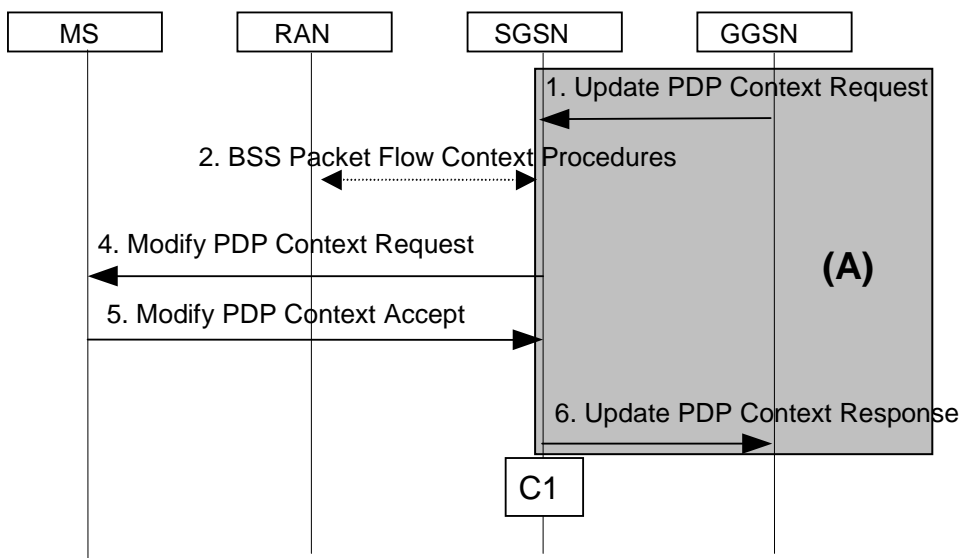 MS
RAN
SGSN
GGSN
1. Update PDP Context Request
2. BSS Packet Flow Context Procedures
4. Modify PDP Context Request
(A)
5. Modify PDP Context Accept
6. Update PDP Context Response
C1